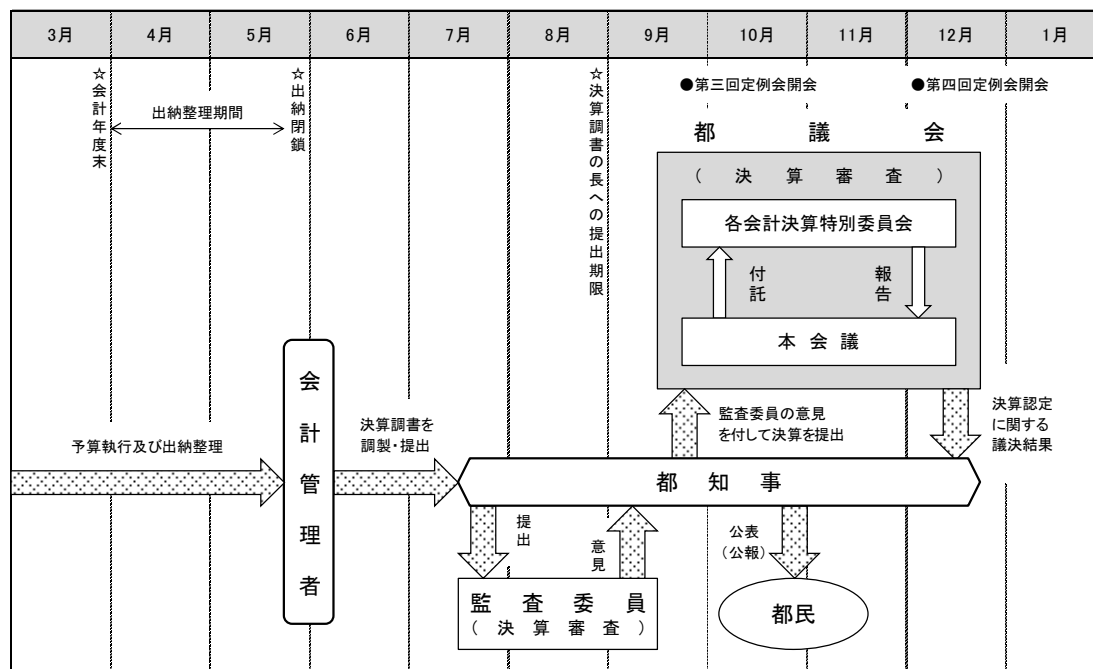 3月 4月 5月 6月 7月 8月 9月 10月 11月 12月 1月
☆会計年度末
出納整理期間
☆出納閉鎖
☆決算調書の長への提出期限
●第三回定例会開会
●第四回定例会開会
都議会
(決算審査)
各会計決算特別委員会
付託
報告
本会議
予算執行及び出納整理
会計管理者
決算調書を
調製・提出
監査委員の意見
を付して決算を提出
決算認定
に関する
議決結果
都知事
提出
意見
公表
(公報)
監査委員
(決算審査)
都民